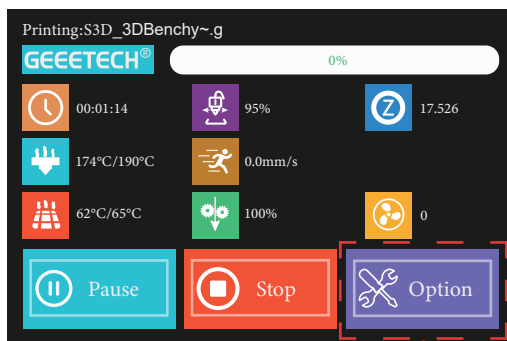 Printing:S3D_3DBenchy~.g
GEEETECH® 0%
00:01:14 95% Z 17.526
174°C/190°C 0.0mm/s
62°C/65°C 100% 0
Pause Stop Option